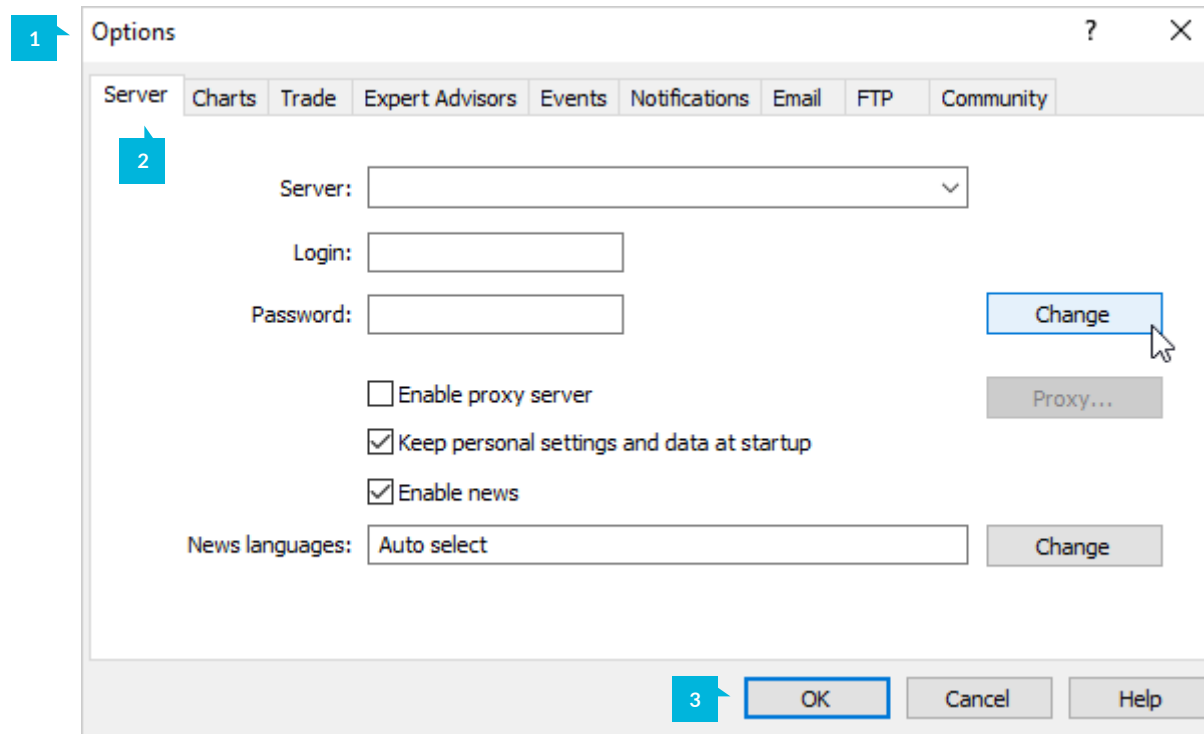 1 Options ?
Server Charts Trade Expert Advisors Events Notifications Email FTP Community
2
Server:
Login:
Password: Change
Enable proxy server Proxy...
Keep personal settings and data at startup
Enable news
News languages: Auto select Change
3 OK Cancel Help